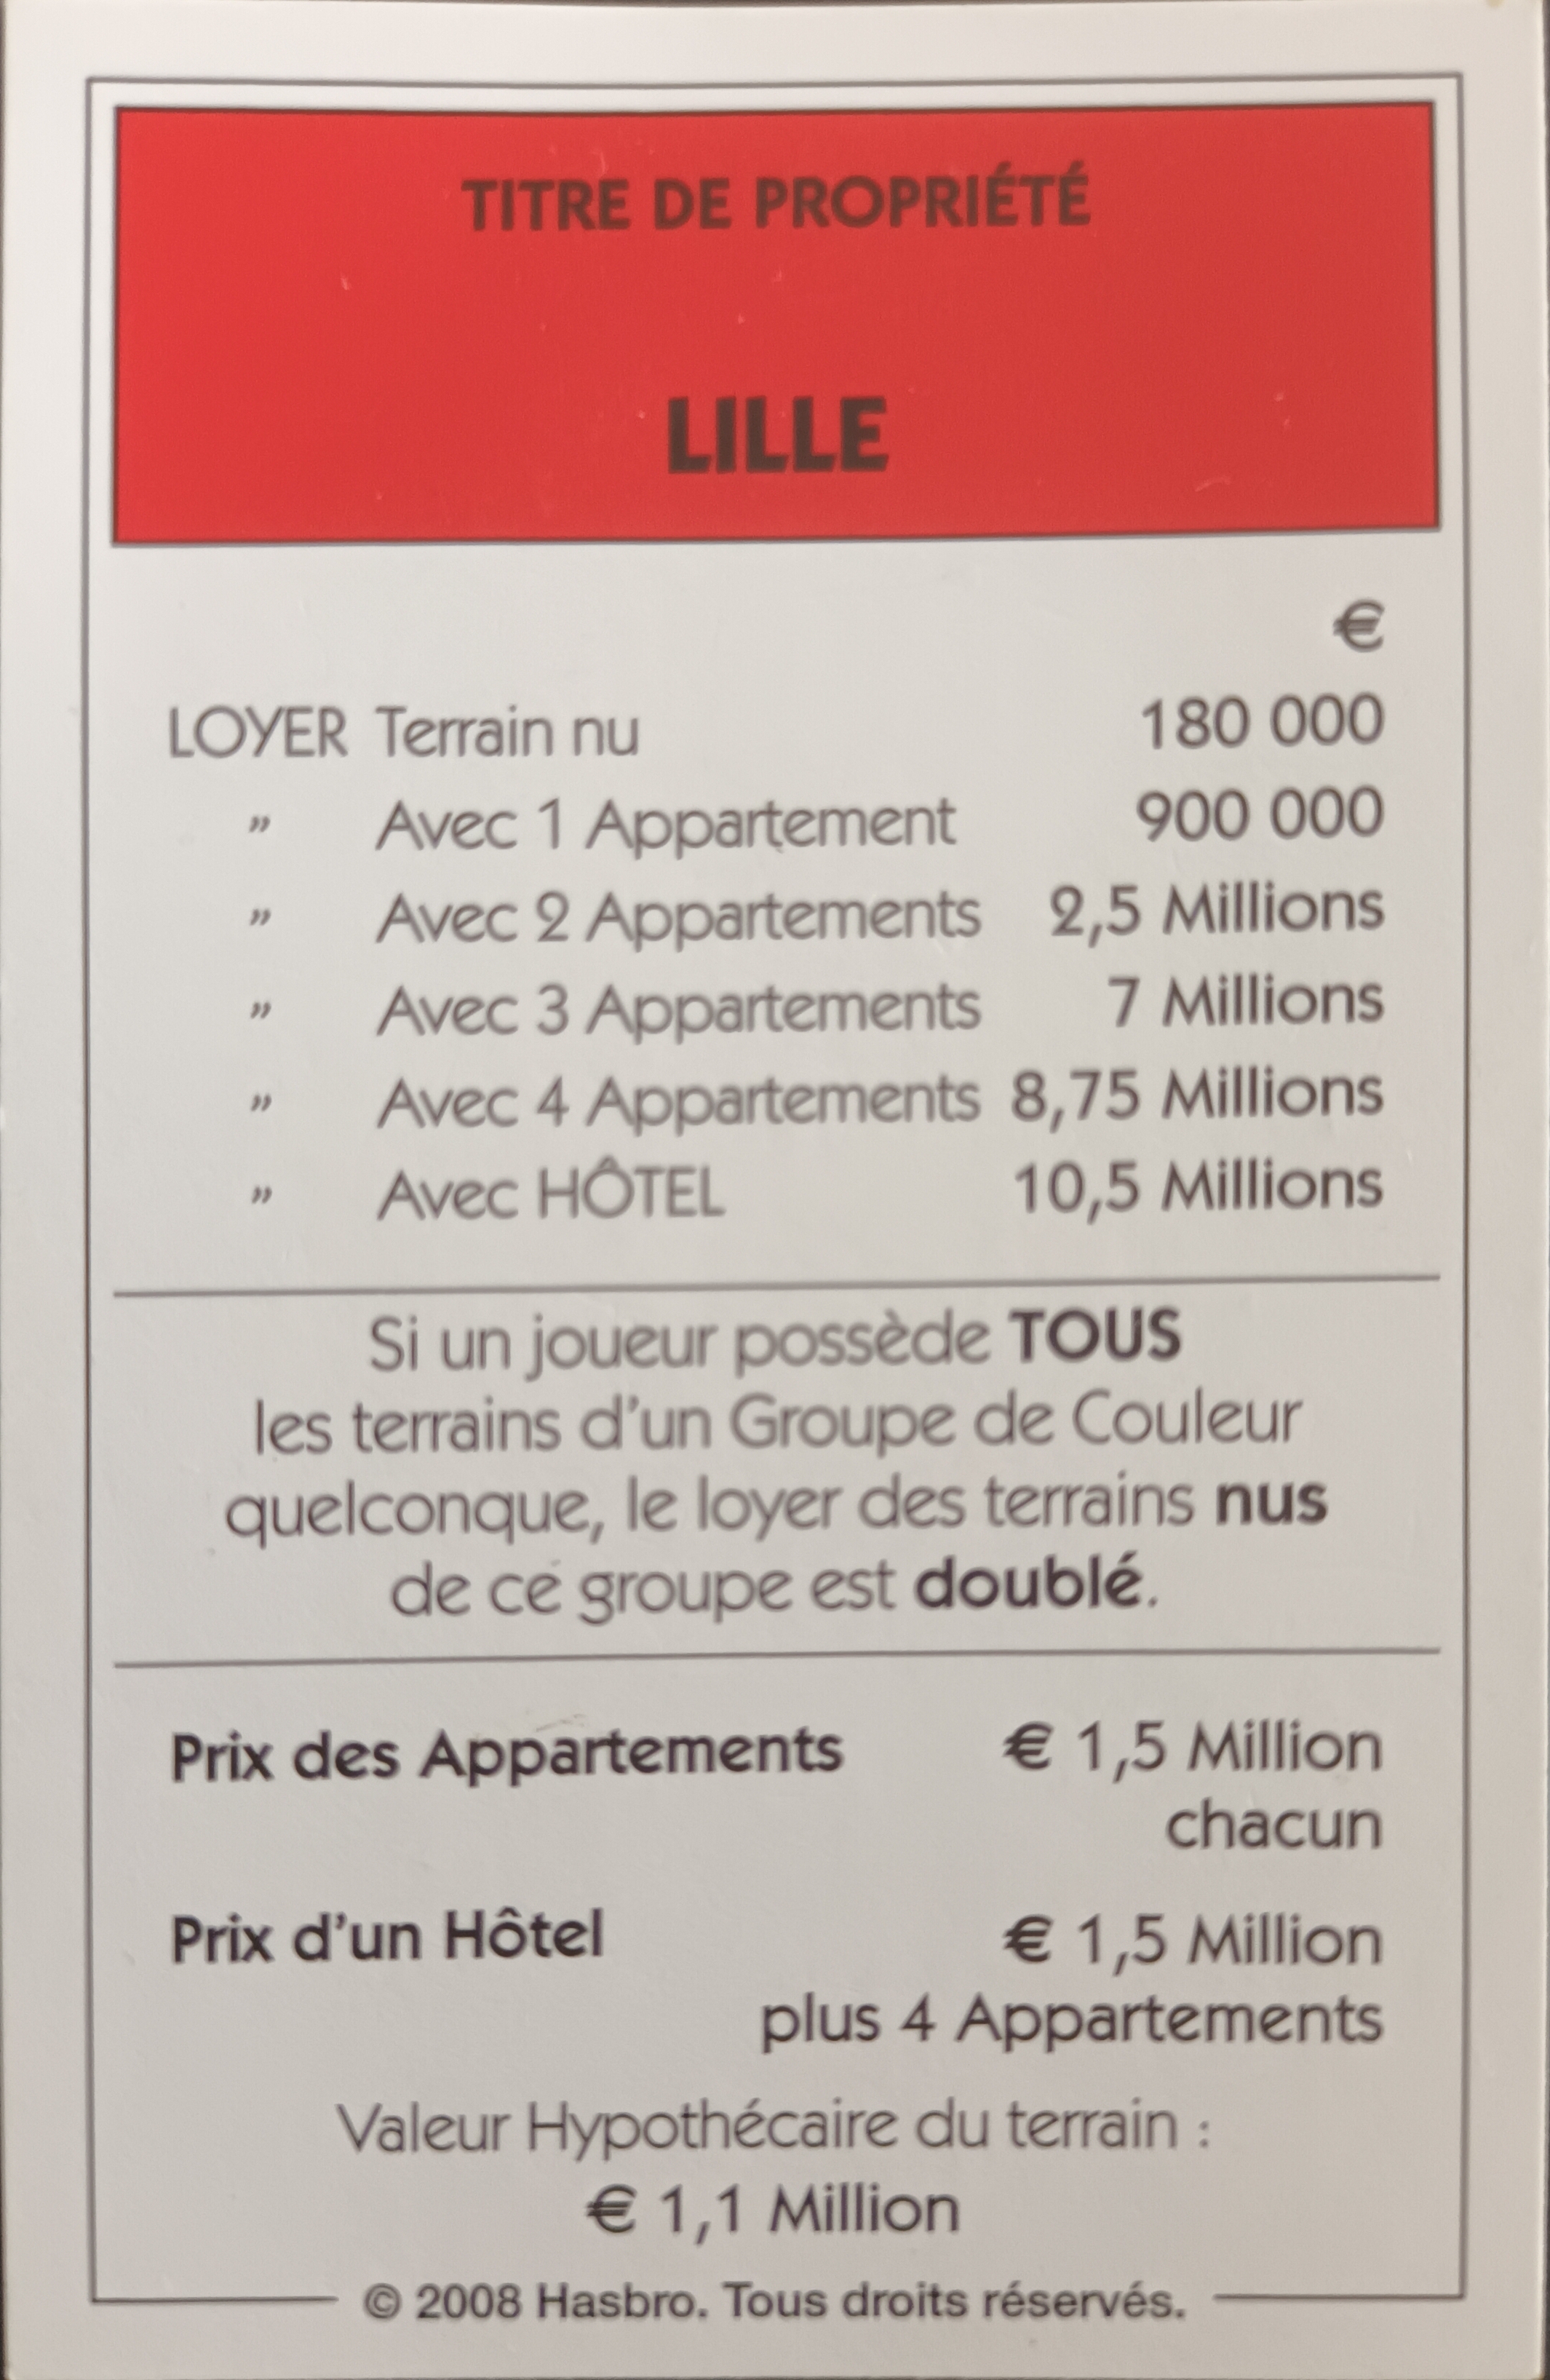 TITRE DE PROPRIÉTÉ
LILLE
€
LOYER Terrain nu 180 000
" Avec 1 Appartement 900 000
" Avec 2 Appartements 2,5 Millions
" Avec 3 Appartements 7 Millions
" Avec 4 Appartements 8,75 Millions
" Avec HÔTEL 10,5 Millions
Si un joueur possède TOUS
les terrains d'un Groupe de Couleur
quelconque, le loyer des terrains nus
de ce groupe est doublé.
Prix des Appartements € 1,5 Million
chacun
Prix d'un Hôtel € 1,5 Million
plus 4 Appartements
Valeur Hypothécaire du terrain :
€ 1,1 Million
© 2008 Hasbro. Tous droits réservés.